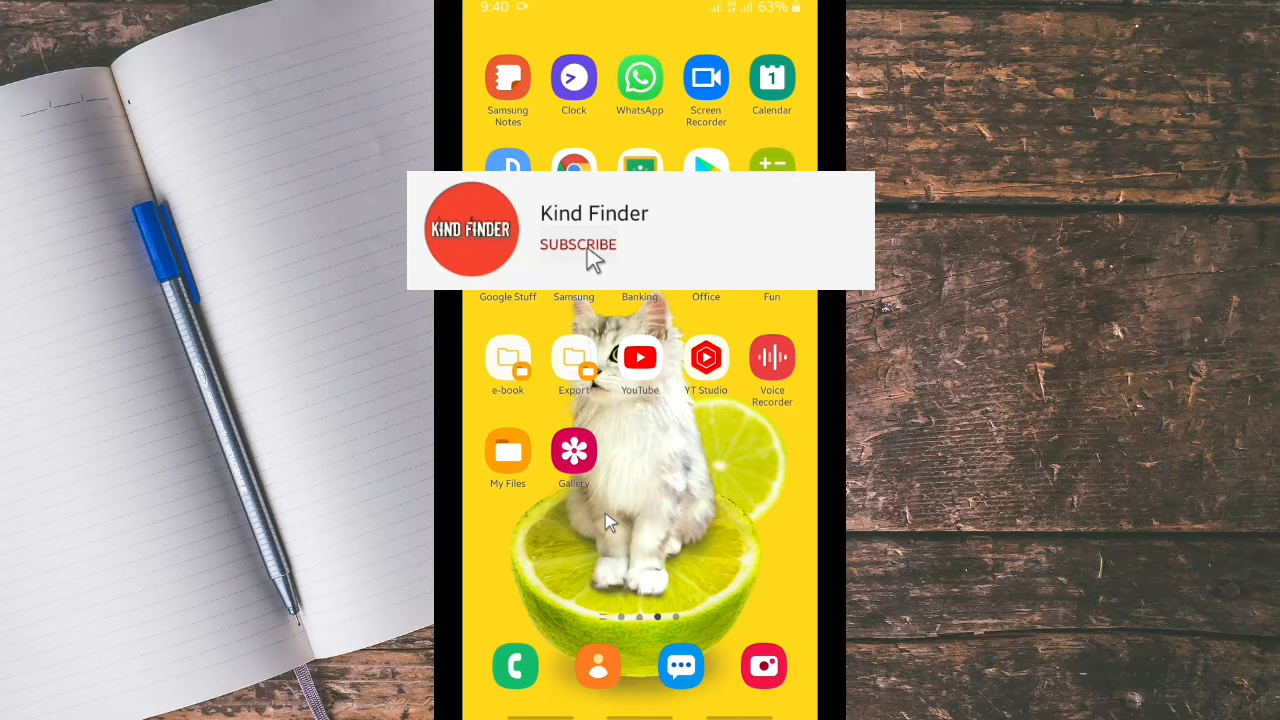 9:40
63%
Samsung
Notes
Clock
WhatsApp
Screen
Recorder
1
Calendar
KIND FINDER
Kind Finder
SUBSCRIBE
Google Stuff
Samsung
Banking
Office
Fun
e-book
Export
YouTube
YT Studio
Voice
Recorder
My Files
Gallery